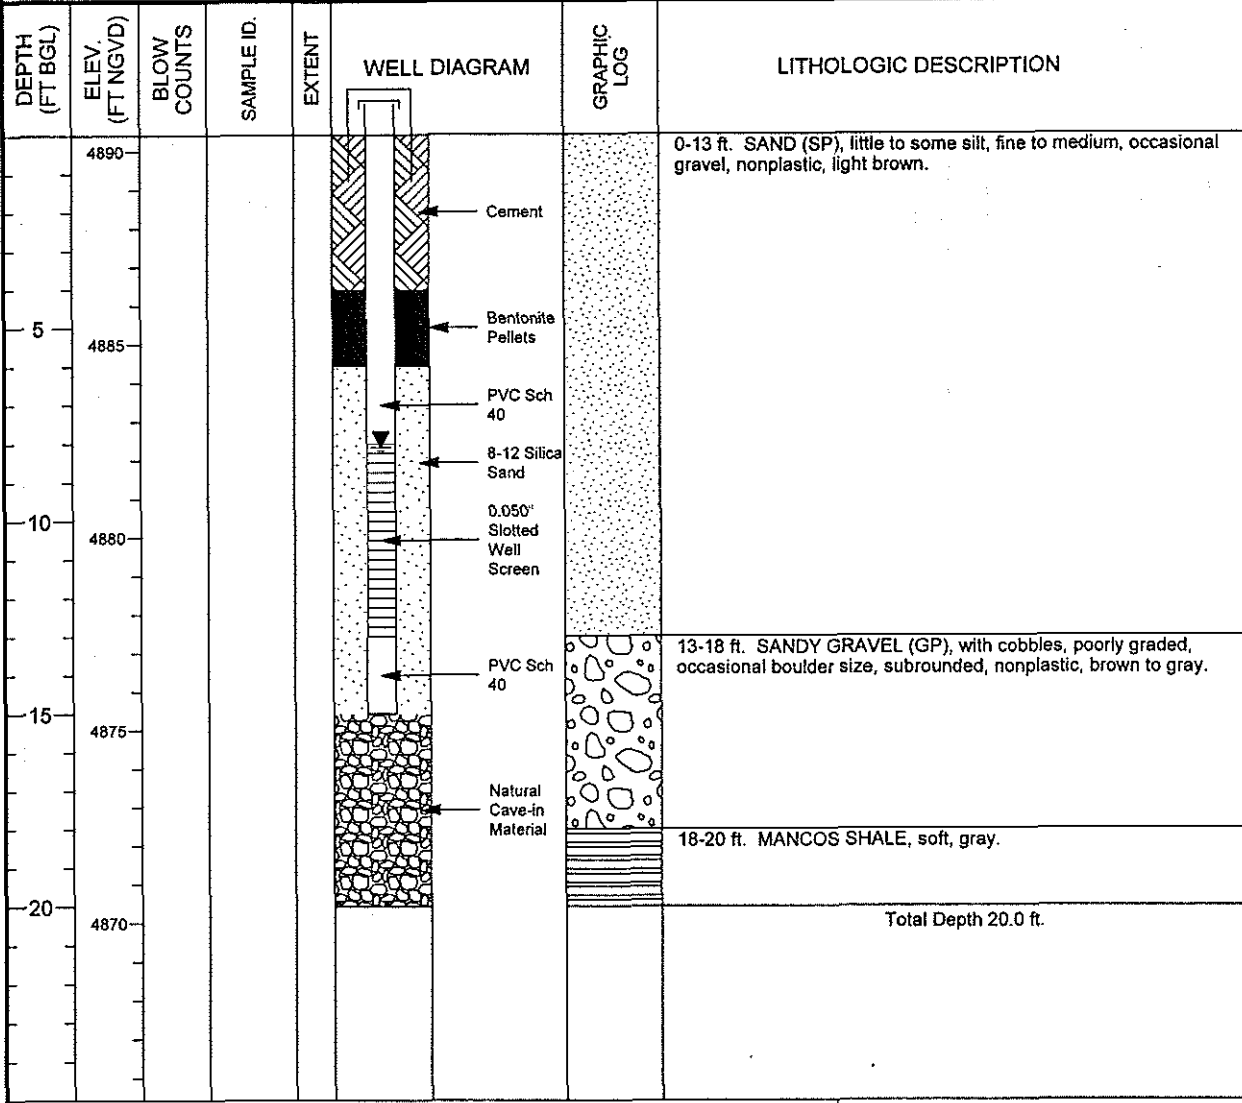 DEPTH
(FT BGL)
ELEV.
(FT NGVD)
BLOW
COUNTS
SAMPLE ID.
EXTENT
WELL DIAGRAM
GRAPHIC
LOG
LITHOLOGIC DESCRIPTION
4890
0-13 ft. SAND (SP), little to some silt, fine to medium, occasional
gravel, nonplastic, light brown.
Cement
5
4885
Bentonite
Pellets
PVC Sch
40
8-12 Silica
Sand
10
4880
0.050"
Slotted
Well
Screen
13-18 ft. SANDY GRAVEL (GP), with cobbles, poorly graded,
occasional boulder size, subrounded, nonplastic, brown to gray.
PVC Sch
40
15
4875
Natural
Cave-in
Material
18-20 ft. MANCOS SHALE, soft, gray.
20
4870
Total Depth 20.0 ft.